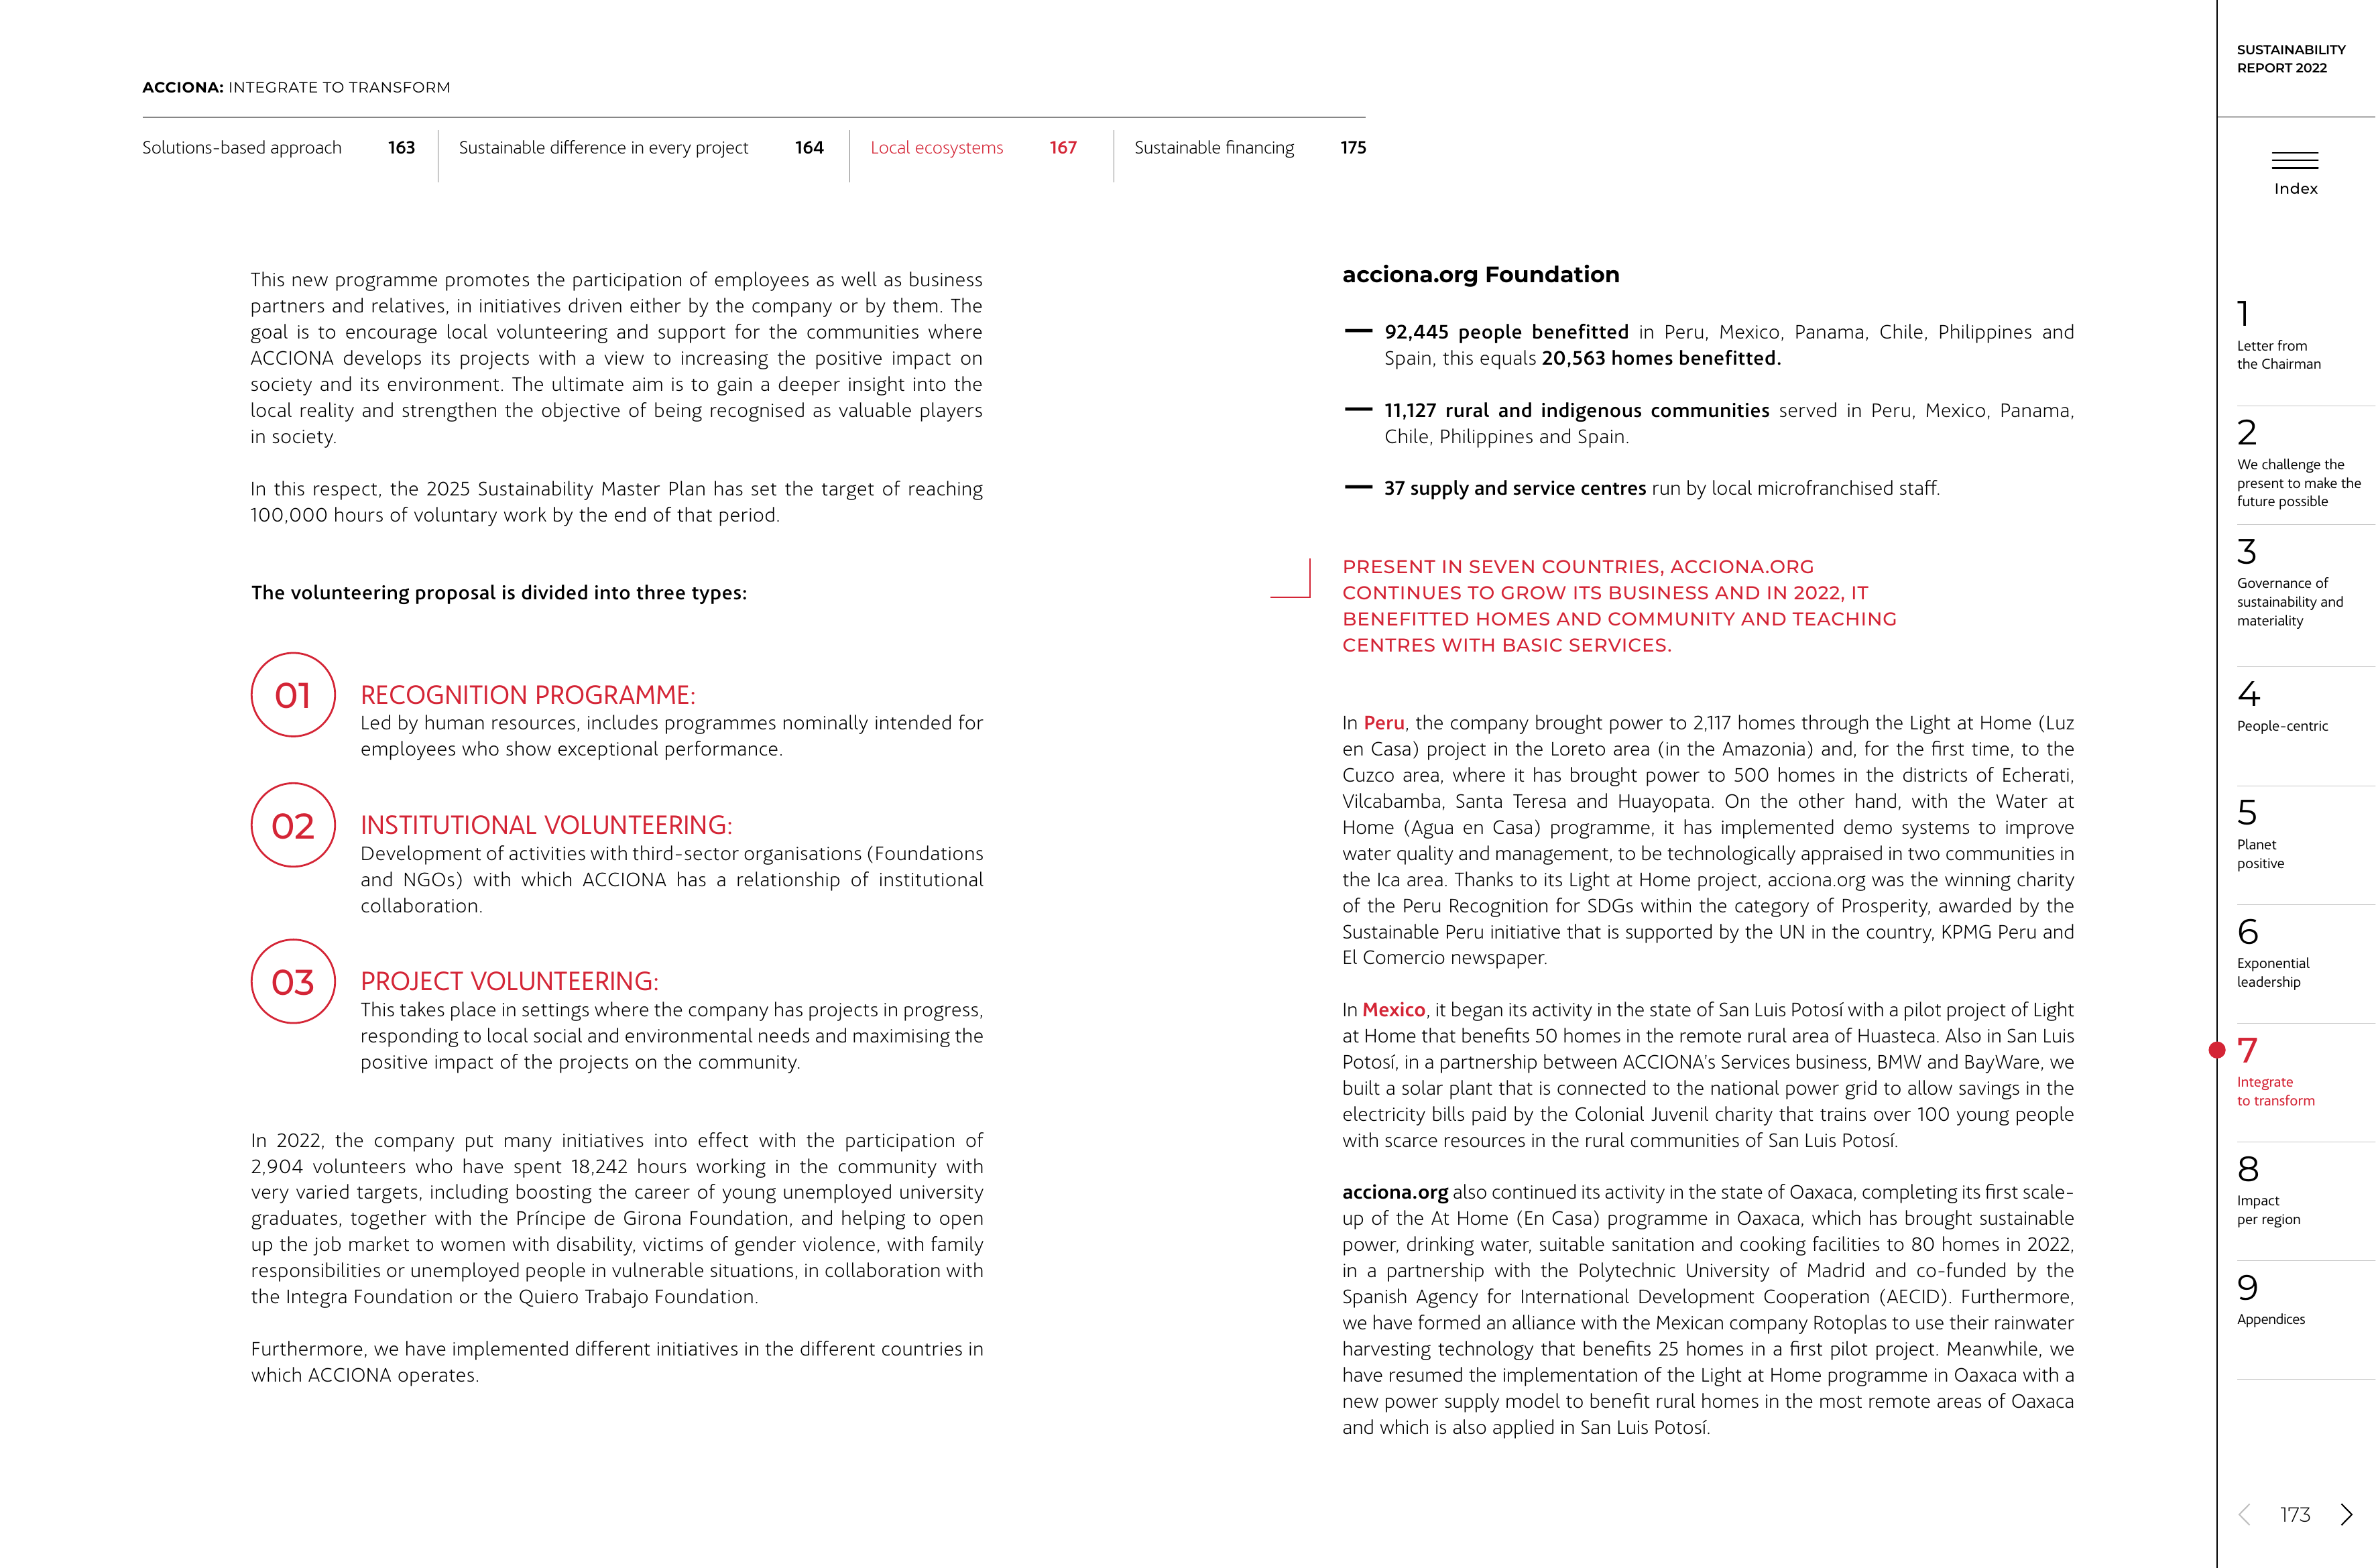 ACCIONA: INTEGRATE TO TRANSFORM
Solutions-based approach 163
Sustainable difference in every project 164
Local ecosystems 167
Sustainable financing 175
This new programme promotes the participation of employees as well as business
partners and relatives, in initiatives driven either by the company or by them. The
goal is to encourage local volunteering and support for the communities where
ACCIONA develops its projects with a view to increasing the positive impact on
society and its environment. The ultimate aim is to gain a deeper insight into the
local reality and strengthen the objective of being recognised as valuable players
in society.
In this respect, the 2025 Sustainability Master Plan has set the target of reaching
100,000 hours of voluntary work by the end of that period.
The volunteering proposal is divided into three types:
01
RECOGNITION PROGRAMME:
Led by human resources, includes programmes nominally intended for
employees who show exceptional performance.
02
INSTITUTIONAL VOLUNTEERING:
Development of activities with third-sector organisations (Foundations
and NGOs) with which ACCIONA has a relationship of institutional
collaboration.
03
PROJECT VOLUNTEERING:
This takes place in settings where the company has projects in progress,
responding to local social and environmental needs and maximising the
positive impact of the projects on the community.
In 2022, the company put many initiatives into effect with the participation of
2,904 volunteers who have spent 18,242 hours working in the community with
very varied targets, including boosting the career of young unemployed university
graduates, together with the Príncipe de Girona Foundation, and helping to open
up the job market to women with disability, victims of gender violence, with family
responsibilities or unemployed people in vulnerable situations, in collaboration with
the Integra Foundation or the Quiero Trabajo Foundation.
Furthermore, we have implemented different initiatives in the different countries in
which ACCIONA operates.
acciona.org Foundation
— 92,445 people benefitted in Peru, Mexico, Panama, Chile, Philippines and
Spain, this equals 20,563 homes benefitted.
— 11,127 rural and indigenous communities served in Peru, Mexico, Panama,
Chile, Philippines and Spain.
— 37 supply and service centres run by local microfranchised staff.
PRESENT IN SEVEN COUNTRIES, ACCIONA.ORG
CONTINUES TO GROW ITS BUSINESS AND IN 2022, IT
BENEFITTED HOMES AND COMMUNITY AND TEACHING
CENTRES WITH BASIC SERVICES.
In Peru, the company brought power to 2,117 homes through the Light at Home (Luz
en Casa) project in the Loreto area (in the Amazonia) and, for the first time, to the
Cuzco area, where it has brought power to 500 homes in the districts of Echerati,
Vilcabamba, Santa Teresa and Huayopata. On the other hand, with the Water at
Home (Agua en Casa) programme, it has implemented demo systems to improve
water quality and management, to be technologically appraised in two communities in
the Ica area. Thanks to its Light at Home project, acciona.org was the winning charity
of the Peru Recognition for SDGs within the category of Prosperity, awarded by the
Sustainable Peru initiative that is supported by the UN in the country, KPMG Peru and
El Comercio newspaper.
In Mexico, it began its activity in the state of San Luis Potosí with a pilot project of Light
at Home that benefits 50 homes in the remote rural area of Huasteca. Also in San Luis
Potosí, in a partnership between ACCIONA's Services business, BMW and BayWare, we
built a solar plant that is connected to the national power grid to allow savings in the
electricity bills paid by the Colonial Juvenil charity that trains over 100 young people
with scarce resources in the rural communities of San Luis Potosí.
acciona.org also continued its activity in the state of Oaxaca, completing its first scale-
up of the At Home (En Casa) programme in Oaxaca, which has brought sustainable
power, drinking water, suitable sanitation and cooking facilities to 80 homes in 2022,
in a partnership with the Polytechnic University of Madrid and co-funded by the
Spanish Agency for International Development Cooperation (AECID). Furthermore,
we have formed an alliance with the Mexican company Rotoplas to use their rainwater
harvesting technology that benefits 25 homes in a first pilot project. Meanwhile, we
have resumed the implementation of the Light at Home programme in Oaxaca with a
new power supply model to benefit rural homes in the most remote areas of Oaxaca
and which is also applied in San Luis Potosí.
SUSTAINABILITY
REPORT 2022
Index
1
Letter from
the Chairman
2
We challenge the
present to make the
future possible
3
Governance of
sustainability and
materiality
4
People-centric
5
Planet
positive
6
Exponential
leadership
7
Integrate
to transform
8
Impact
per region
9
Appendices
173